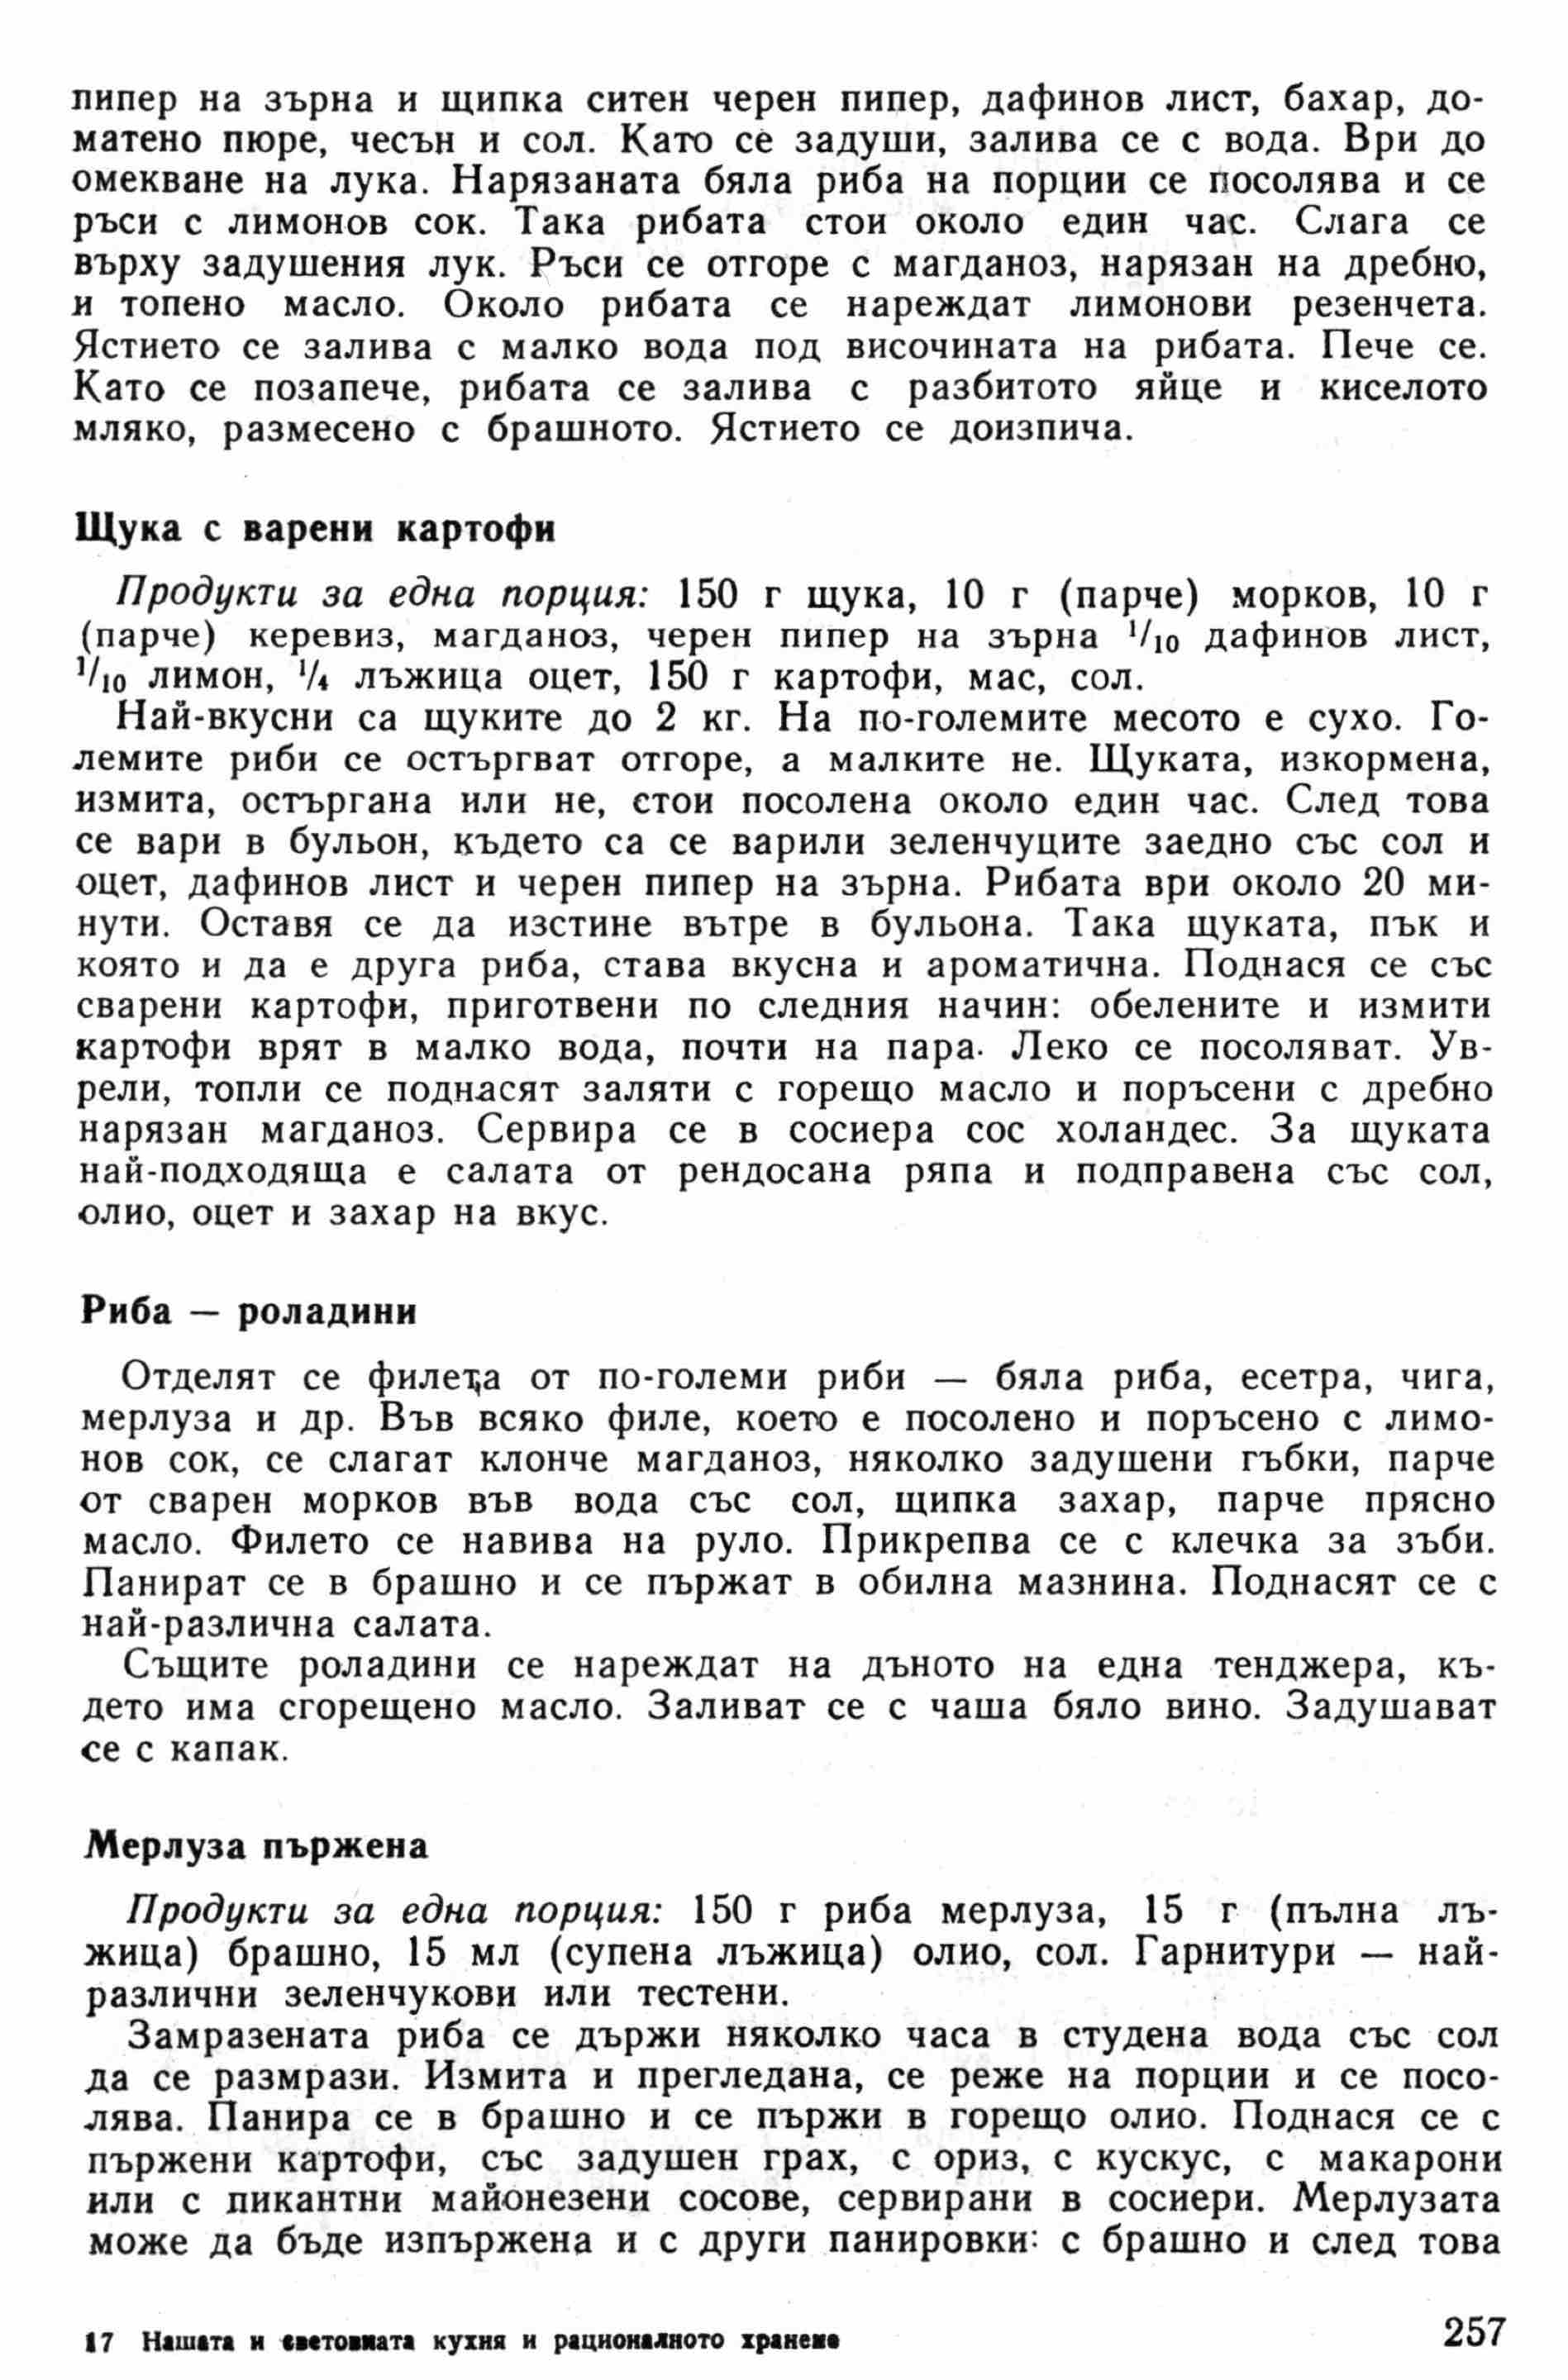 пипер на зърна и щипка ситен черен пипер, дафинов лист, бахар, до-
матено пюре, чесън и сол. Като се задуши, залива се с вода. Ври до
омекване на лука. Нарязаната бяла риба на порции се посолява и се
ръси с лимонов сок. Така рибата стои около един час. Слага се
върху задушения лук. Ръси се отгоре с магданоз, нарязан на дребно,
и топено масло. Около рибата се нареждат лимонови резенчета.
Ястието се залива с малко вода под височината на рибата. Пече се.
Като се позапече, рибата се залива с разбитото яйце и киселото
мляко, размесено с брашното. Ястието се доизпича.
Щука с варени картофи
Продукти за една порция: 150 г щука, 10 г (парче) морков, 10 г
(парче) керевиз, магданоз, черен пипер на зърна 1/10 дафинов лист,
1/10 лимон, 1/4 лъжица оцет, 150 г картофи, мас, сол.
Най-вкусни са щуките до 2 кг. На по-големите месото е сухо. Го-
лемите риби се остъргват отгоре, а малките не. Щуката, изкормена,
измита, остъргана или не, стои посолена около един час. След това
се вари в бульон, където са се варили зеленчуците заедно със сол и
оцет, дафинов лист и черен пипер на зърна. Рибата ври около 20 ми-
нути. Оставя се да изстине вътре в бульона. Така щуката, пък и
която и да е друга риба, става вкусна и ароматична. Поднася се със
сварени картофи, приготвени по следния начин: обелените и измити
картофи врят в малко вода, почти на пара. Леко се посоляват. Ув-
рели, топли се поднасят заляти с горещо масло и поръсени с дребно
нарязан магданоз. Сервира се в сосиера сос холандес. За щуката
най-подходяща е салата от рендосана ряпа и подправена със сол,
олио, оцет и захар на вкус.
Риба — роладини
Отделят се филета от по-големи риби — бяла риба, есетра, чига,
мерлуза и др. Във всяко филе, което е посолено и поръсено с лимо-
нов сок, се слагат клонче магданоз, няколко задушени гъбки, парче
от сварен морков във вода със сол, щипка захар, парче прясно
масло. Филето се навива на руло. Прикрепва се с клечка за зъби.
Панират се в брашно и се пържат в обилна мазнина. Поднасят се с
най-различна салата.
Същите роладини се нареждат на дъното на една тенджера, къ-
дето има сгорещено масло. Заливат се с чаша бяло вино. Задушават
се с капак.
Мерлуза пържена
Продукти за една порция: 150 г риба мерлуза, 15 г (пълна лъ-
жица) брашно, 15 мл (супена лъжица) олио, сол. Гарнитури — най-
различни зеленчукови или тестени.
Замразената риба се държи няколко часа в студена вода със сол
да се размрази. Измита и прегледана, се реже на порции и се посо-
лява. Панира се в брашно и се пържи в горещо олио. Поднася се с
пържени картофи, със задушен грах, с ориз, с кускус, с макарони
или с пикантни майонезени сосове, сервирани в сосиери. Мерлузата
може да бъде изпържена и с други панировки: с брашно и след това
17 Нашата и световната кухня и рационалното хранене
257